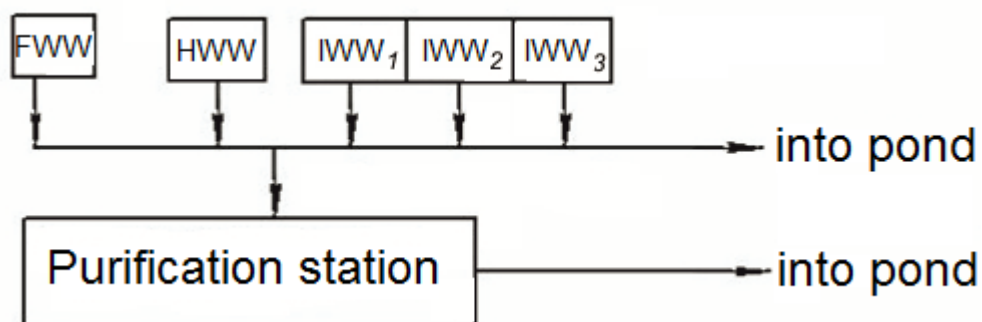 FWW HWW IWW1 IWW2 IWW3
into pond
Purification station
into pond